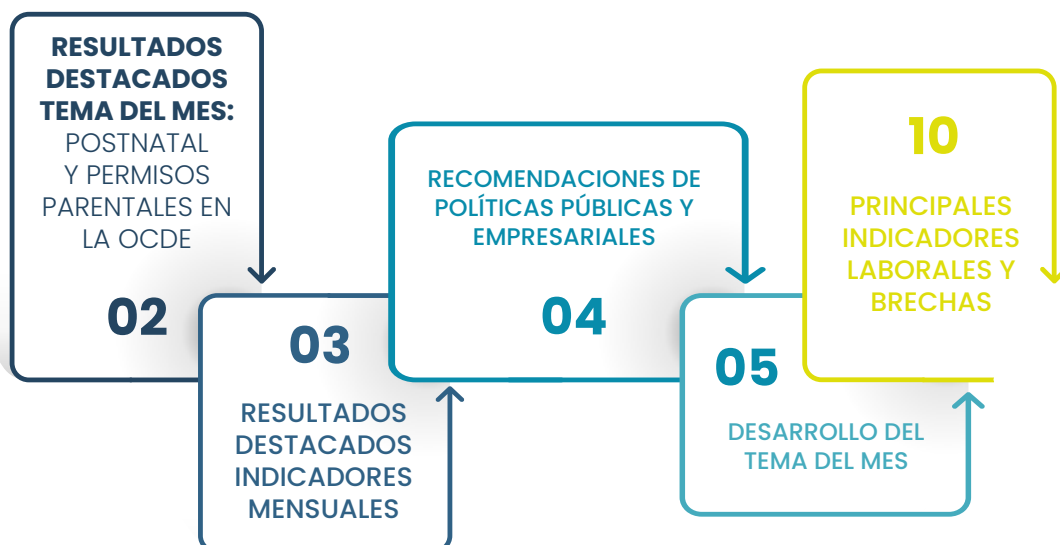 RESULTADOS
DESTACADOS
TEMA DEL MES:
POSTNATAL
Y PERMISOS
PARENTALES EN
LA OCDE
02
03
RESULTADOS
DESTACADOS
INDICADORES
MENSUALES
RECOMENDACIONES DE
POLÍTICAS PÚBLICAS Y
EMPRESARIALES
04
05
DESARROLLO DEL
TEMA DEL MES
10
PRINCIPALES
INDICADORES
LABORALES Y
BRECHAS